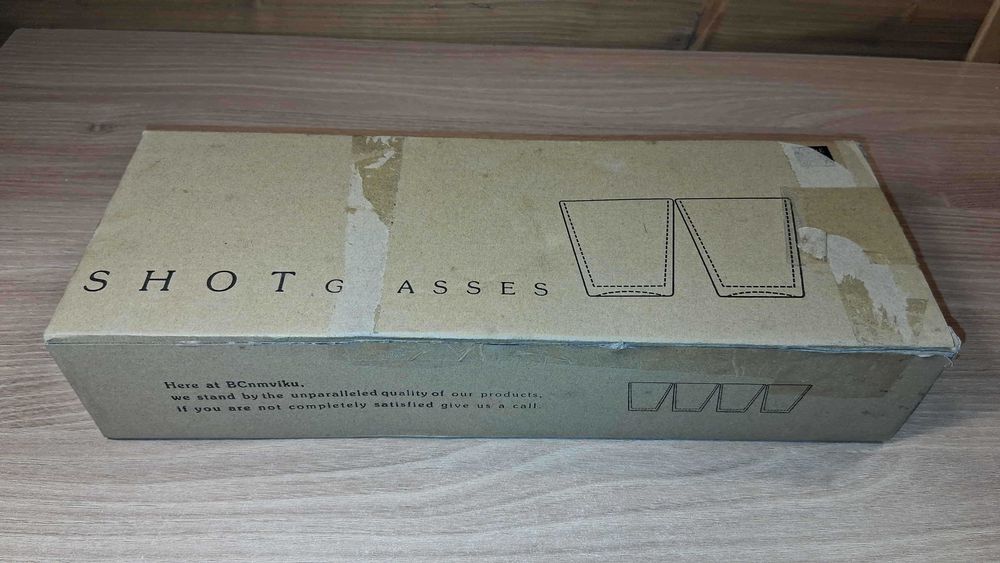 SHOT G ASSES
Here at BCnmviku,
we stand by the unparalleled quality of our products,
If you are not completely satisfied give us a call.